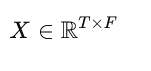 X ∈ ℝ^{T×F}